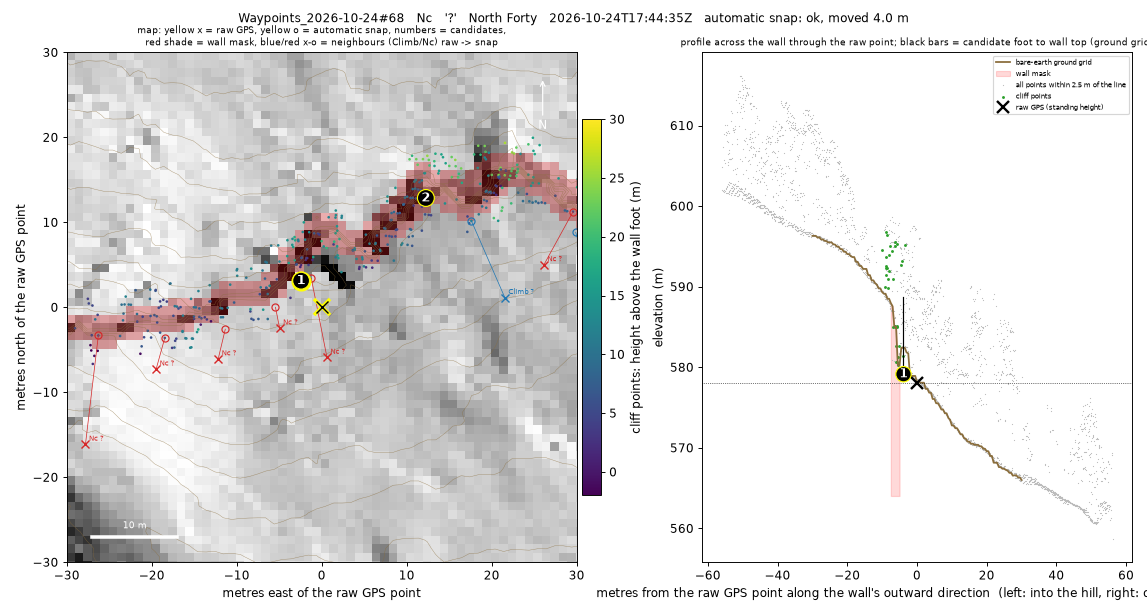 Waypoints_2026-10-24#68 Nc '?' North Forty 2026-10-24T17:44:35Z automatic snap: ok, moved 4.0 m
map: yellow x = raw GPS, yellow o = automatic snap, numbers = candidates,
red shade = wall mask, blue/red x-o = neighbours (Climb/Nc) raw -> snap
profile across the wall through the raw point; black bars = candidate foot to wall top (ground grid
30
20
10
0
−10
−20
−30
−30
−20
−10
0
10
20
30
metres north of the raw GPS point
metres east of the raw GPS point
N
2
1
Climb ?
Nc ?
Nc ?
Nc ?
Nc ?
Nc ?
Nc ?
10 m
30
25
20
15
10
5
0
cliff points: height above the wall foot (m)
bare-earth ground grid
wall mask
all points within 2.5 m of the line
cliff points
raw GPS (standing height)
610
600
590
580
570
560
elevation (m)
1
−60
−40
−20
0
20
40
60
metres from the raw GPS point along the wall's outward direction (left: into the hill, right: o